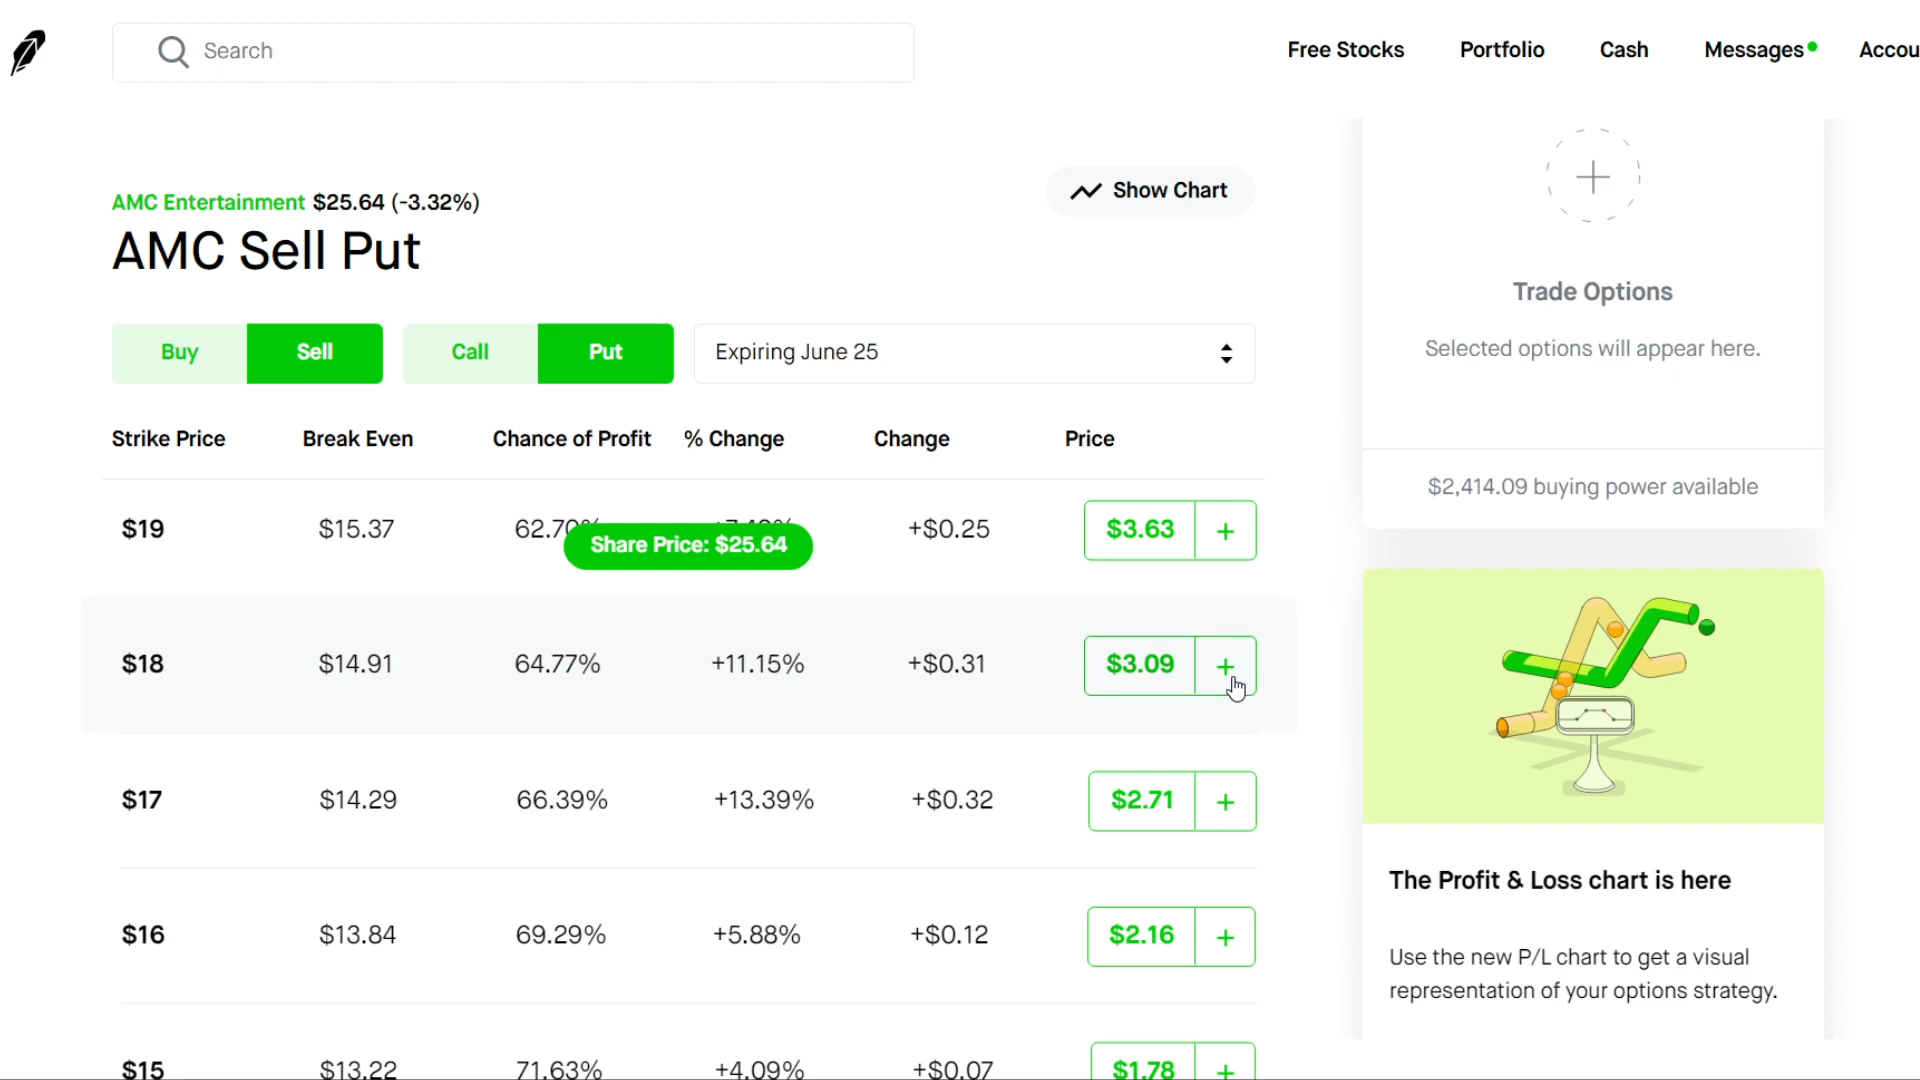 Search
Free Stocks
Portfolio
Cash
Messages
Accou
AMC Entertainment $25.64 (-3.32%)
Show Chart
AMC Sell Put
Buy
Sell
Call
Put
Expiring June 25
Strike Price
Break Even
Chance of Profit
% Change
Change
Price
$19
$15.37
+$0.25
$3.63
+
Share Price: $25.64
$18
$14.91
64.77%
+11.15%
+$0.31
$3.09
+
$17
$14.29
66.39%
+13.39%
+$0.32
$2.71
+
$16
$13.84
69.29%
+5.88%
+$0.12
$2.16
+
$15
$13.22
71.63%
+4.09%
+$0.07
$1.78
+
Trade Options
Selected options will appear here.
$2,414.09 buying power available
The Profit & Loss chart is here
Use the new P/L chart to get a visual
representation of your options strategy.